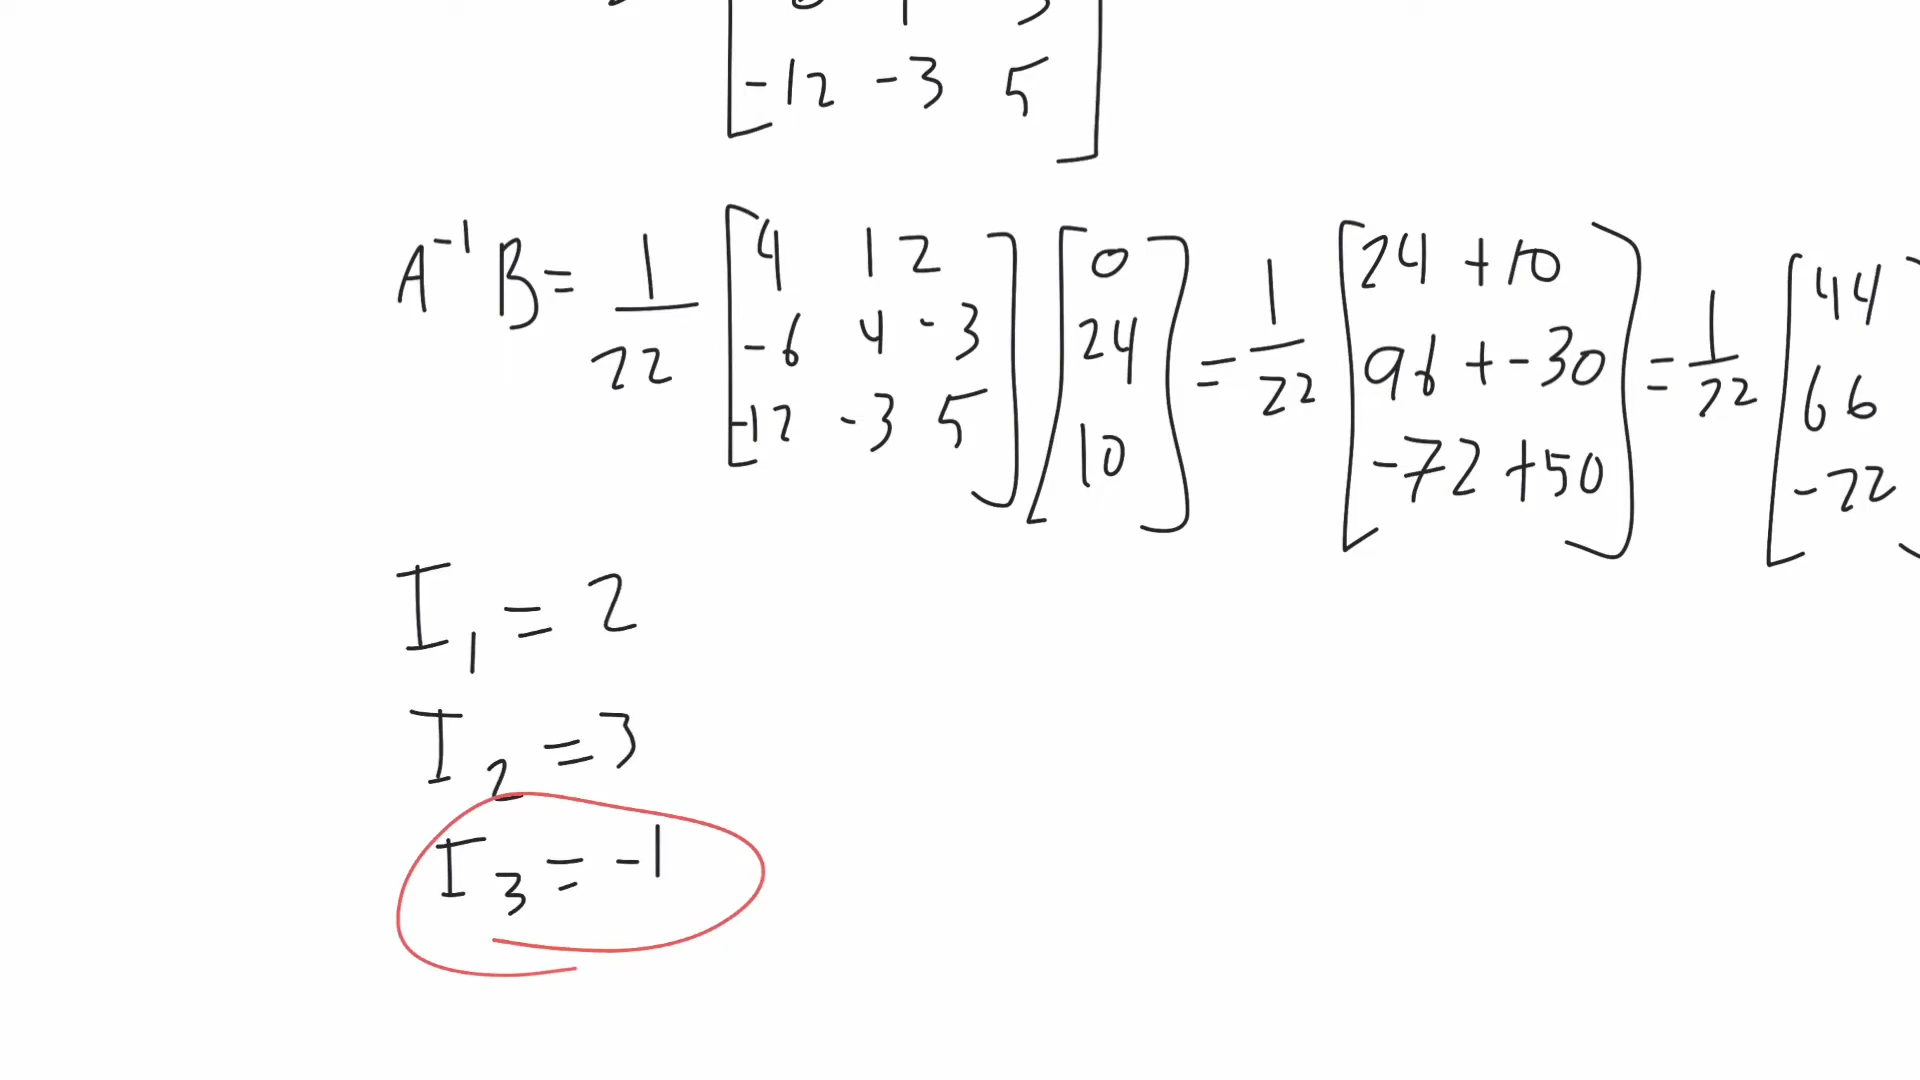 -12 -3 5
A⁻¹B = 1/22 [4 1 2; -6 4 -3; -12 -3 5] [0; 24; 10] = 1/22 [24 + 10; 96 + -30; -72 + 50] = 1/22 [44; 66; -22
I₁ = 2
I₂ = 3
I₃ = -1